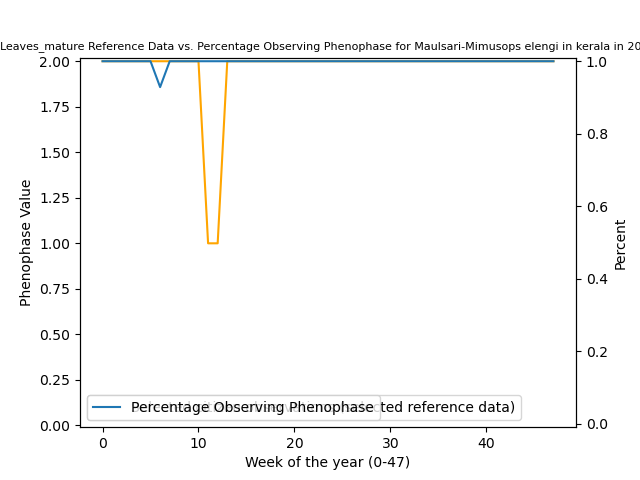 Leaves_mature Reference Data vs. Percentage Observing Phenophase for Maulsari-Mimusops elengi in kerala in 20
2.00
1.75
1.50
1.25
1.00
0.75
0.50
0.25
0.00
Phenophase Value
1.0
0.8
0.6
0.4
0.2
0.0
Percent
Percentage Observing Phenophase
ted reference data)
0 10 20 30 40
Week of the year (0-47)